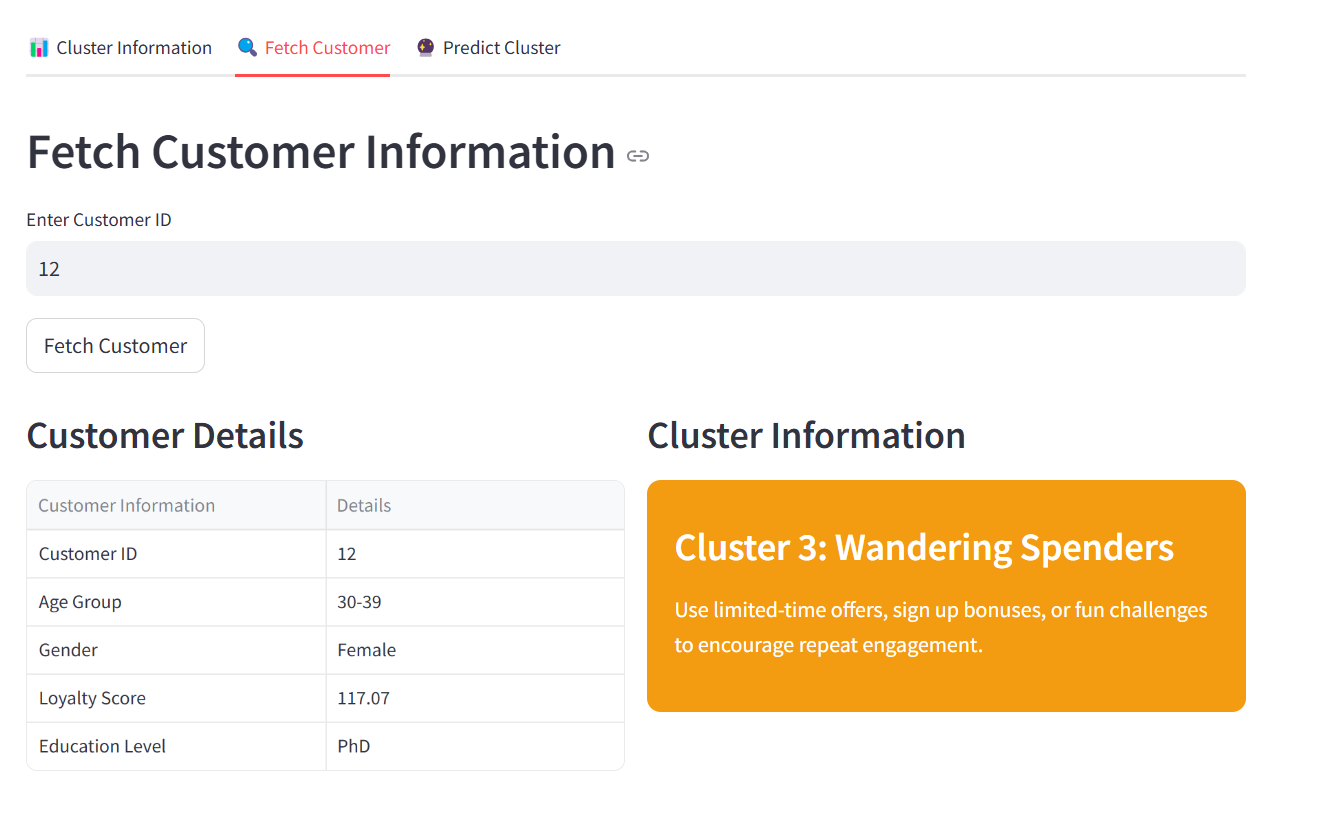 Cluster Information
Fetch Customer
Predict Cluster
Fetch Customer Information
Enter Customer ID
12
Fetch Customer
Customer Details
Customer Information Details
Customer ID 12
Age Group 30-39
Gender Female
Loyalty Score 117.07
Education Level PhD
Cluster Information
Cluster 3: Wandering Spenders
Use limited-time offers, sign up bonuses, or fun challenges
to encourage repeat engagement.